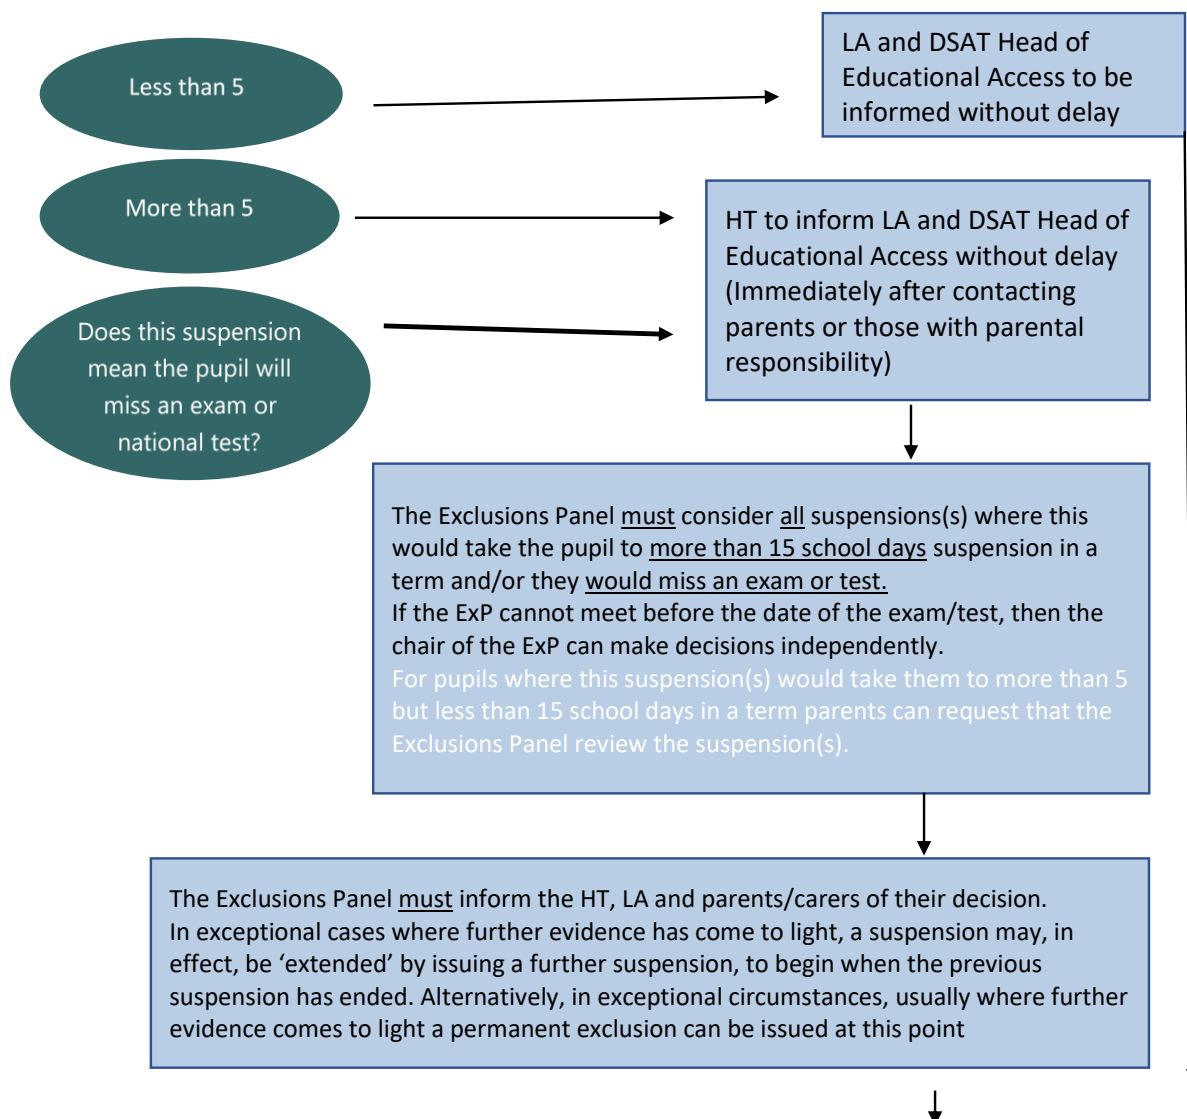 Less than 5
LA and DSAT Head of
Educational Access to be
informed without delay
More than 5
HT to inform LA and DSAT Head of
Educational Access without delay
(Immediately after contacting
parents or those with parental
responsibility)
Does this suspension
mean the pupil will
miss an exam or
national test?
The Exclusions Panel must consider all suspensions(s) where this
would take the pupil to more than 15 school days suspension in a
term and/or they would miss an exam or test.
If the ExP cannot meet before the date of the exam/test, then the
chair of the ExP can make decisions independently.
For pupils where this suspension(s) would take them to more than 5
but less than 15 school days in a term parents can request that the
Exclusions Panel review the suspension(s).
The Exclusions Panel must inform the HT, LA and parents/carers of their decision.
In exceptional cases where further evidence has come to light, a suspension may, in
effect, be ‘extended’ by issuing a further suspension, to begin when the previous
suspension has ended. Alternatively, in exceptional circumstances, usually where further
evidence comes to light a permanent exclusion can be issued at this point